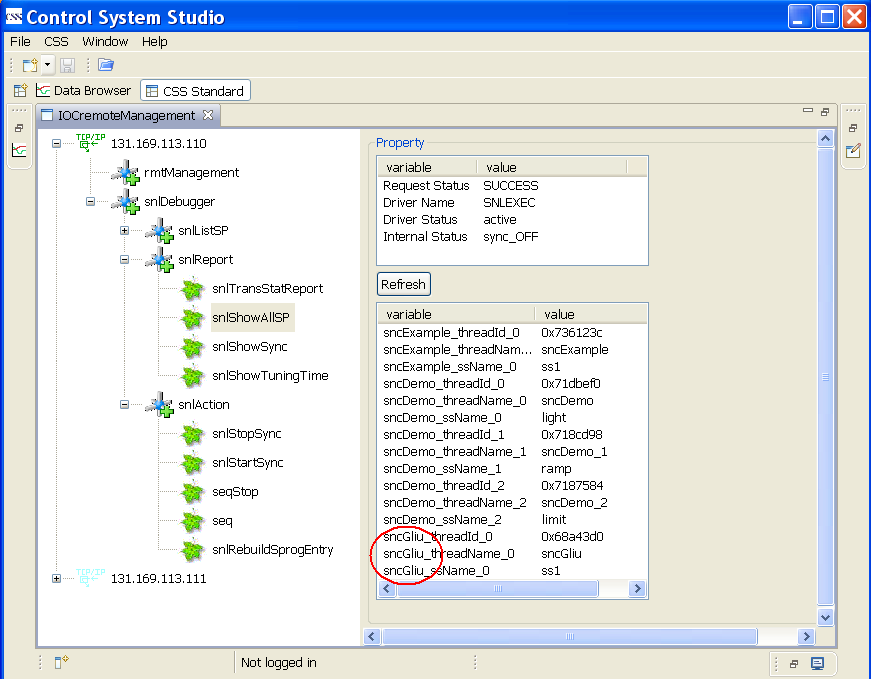 CSS Control System Studio
File CSS Window Help
Data Browser CSS Standard
IOCremoteManagement
TCP/IP 131.169.113.110
rmtManagement
snlDebugger
snlListSP
snlReport
snlTransStatReport
snlShowAllSP
snlShowSync
snlShowTuningTime
snlAction
snlStopSync
snlStartSync
seqStop
seq
snlRebuildSprogEntry
TCP/IP 131.169.113.111
Property
variable value
Request Status SUCCESS
Driver Name SNLEXEC
Driver Status active
Internal Status sync_OFF
Refresh
variable value
sncExample_threadId_0 0x736123c
sncExample_threadNam... sncExample
sncExample_ssName_0 ss1
sncDemo_threadId_0 0x71dbef0
sncDemo_threadName_0 sncDemo
sncDemo_ssName_0 light
sncDemo_threadId_1 0x718cd98
sncDemo_threadName_1 sncDemo_1
sncDemo_ssName_1 ramp
sncDemo_threadId_2 0x7187584
sncDemo_threadName_2 sncDemo_2
sncDemo_ssName_2 limit
sncGliu_threadId_0 0x68a43d0
sncGliu_threadName_0 sncGliu
sncGliu_ssName_0 ss1
Not logged in